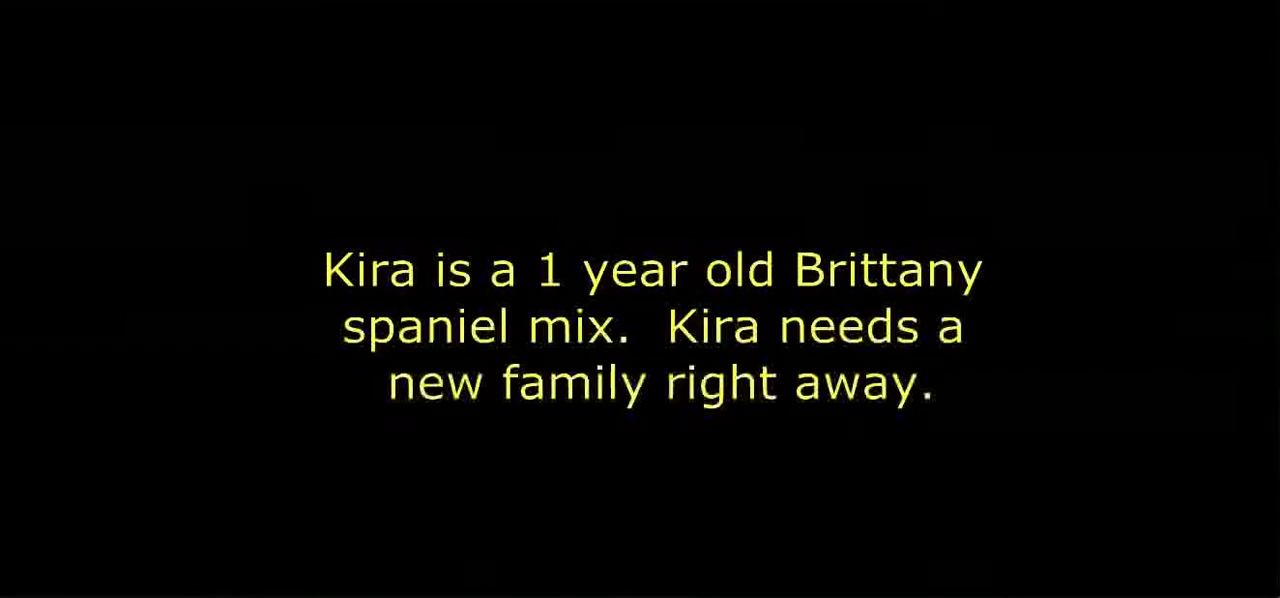 Kira is a 1 year old Brittany
spaniel mix.  Kira needs a
new family right away.